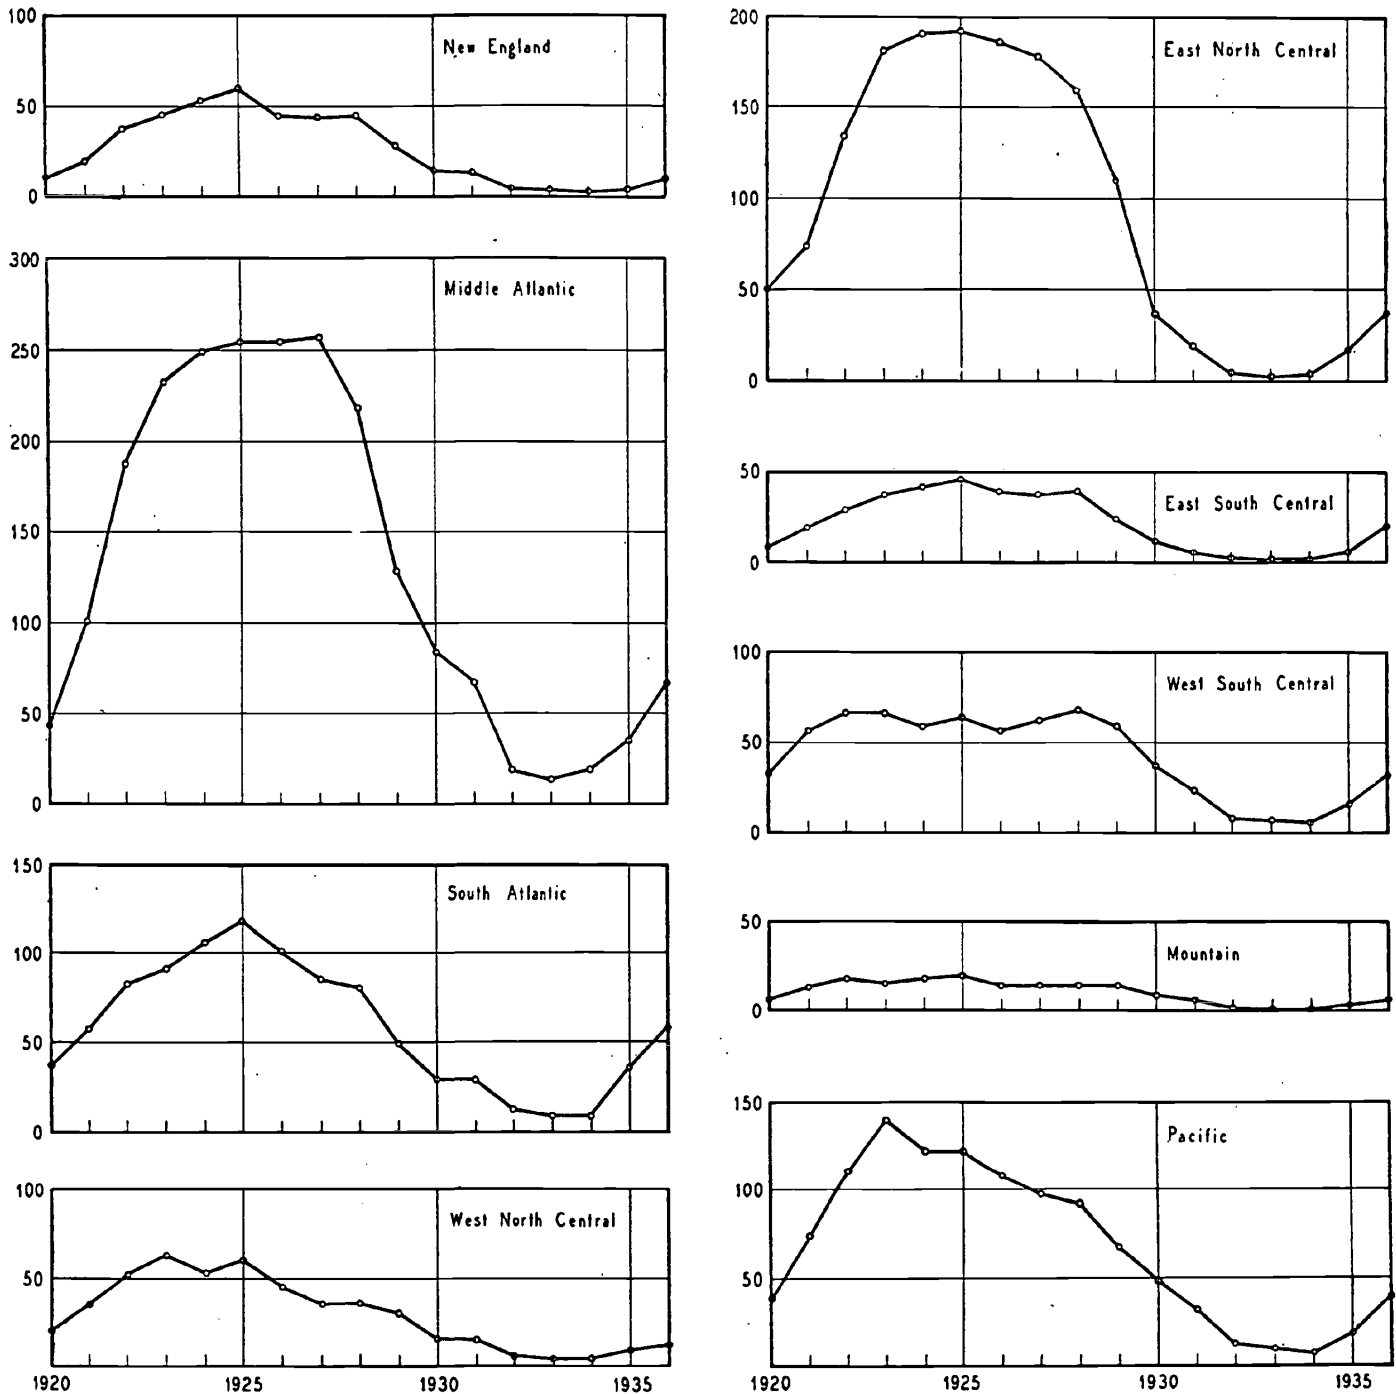 100
New England
50
0
300
Middle Atlantic
250
200
150
100
50
0
150
South Atlantic
100
50
0
100
West North Central
50
1920 1925 1930 1935
200
East North Central
150
100
50
0
50
East South Central
0
100
West South Central
50
0
50
Mountain
0
150
Pacific
100
50
1920 1925 1930 1935